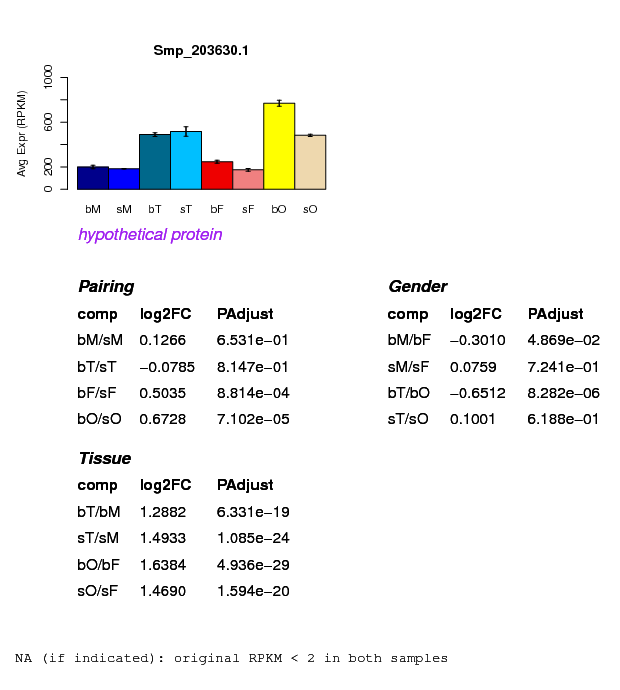 Smp_203630.1
Avg Expr (RPKM)
1000
600
200
0
bM sM bT sT bF sF bO sO
hypothetical protein
Pairing
comp log2FC PAdjust
bM/sM 0.1266 6.531e−01
bT/sT −0.0785 8.147e−01
bF/sF 0.5035 8.814e−04
bO/sO 0.6728 7.102e−05
Gender
comp log2FC PAdjust
bM/bF −0.3010 4.869e−02
sM/sF 0.0759 7.241e−01
bT/bO −0.6512 8.282e−06
sT/sO 0.1001 6.188e−01
Tissue
comp log2FC PAdjust
bT/bM 1.2882 6.331e−19
sT/sM 1.4933 1.085e−24
bO/bF 1.6384 4.936e−29
sO/sF 1.4690 1.594e−20
NA (if indicated): original RPKM < 2 in both samples